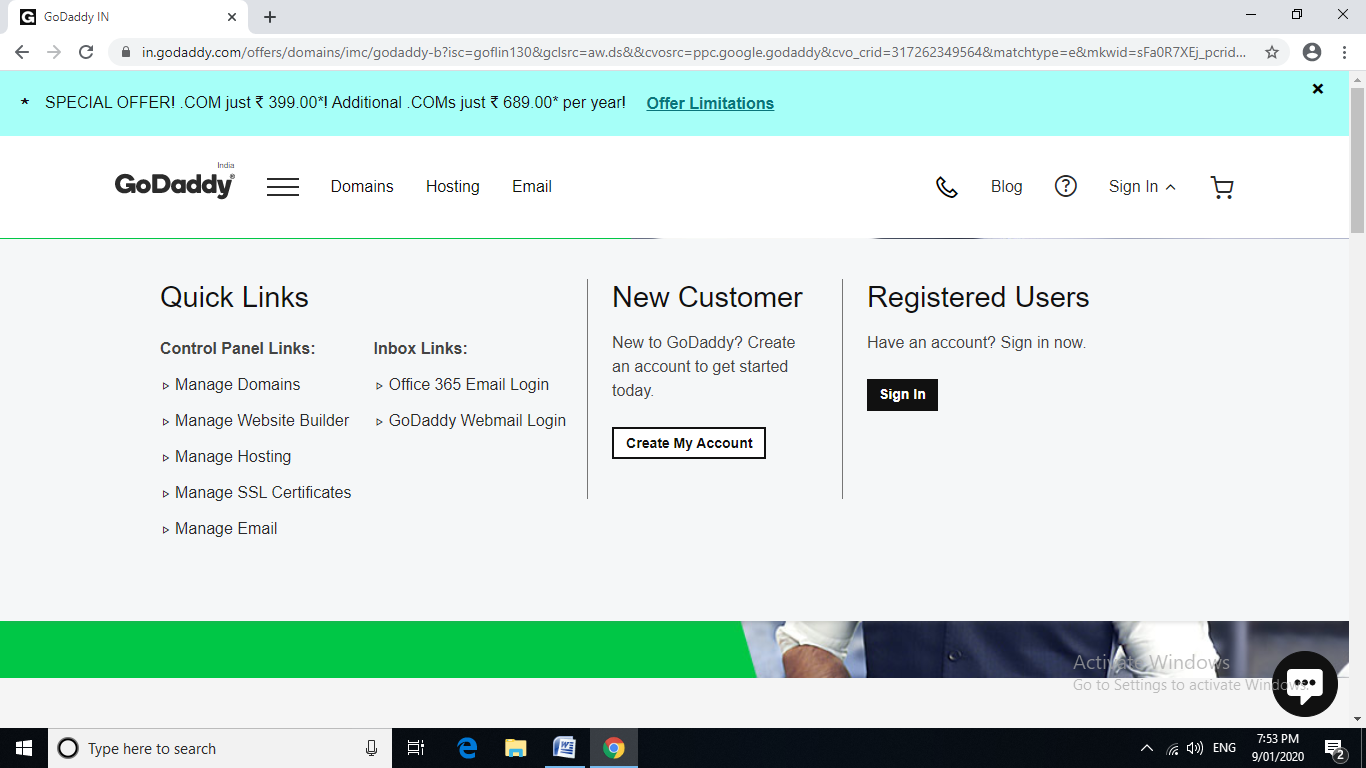 GoDaddy IN
in.godaddy.com/offers/domains/imc/godaddy-b?isc=goflin130&gclsrc=aw.ds&&cvosrc=ppc.google.godaddy&cvo_crid=317262349564&matchtype=e&mkwid=sFa0R7XEj_pcrid...
* SPECIAL OFFER! .COM just ₹ 399.00*! Additional .COMs just ₹ 689.00* per year! Offer Limitations
India
GoDaddy® Domains Hosting Email Blog Sign In
Quick Links
Control Panel Links:
Manage Domains
Manage Website Builder
Manage Hosting
Manage SSL Certificates
Manage Email
Inbox Links:
Office 365 Email Login
GoDaddy Webmail Login
New Customer
New to GoDaddy? Create
an account to get started
today.
Create My Account
Registered Users
Have an account? Sign in now.
Sign In
Activate Windows
Go to Settings to activate Windows.
Type here to search
ENG
7:53 PM
9/01/2020
2